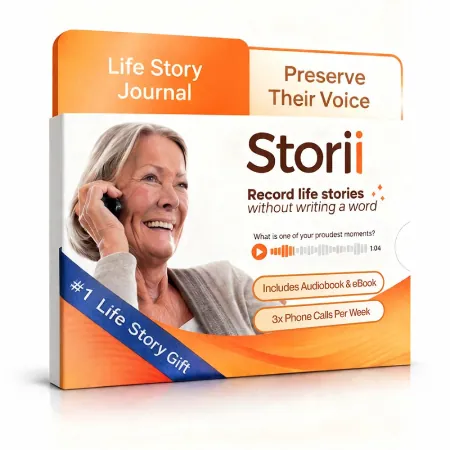 Life Story
Journal
Preserve
Their Voice
Storii
Record life stories
without writing a word
What is one of your proudest moments?
1:04
Includes Audiobook & eBook
3x Phone Calls Per Week
#1 Life Story Gift